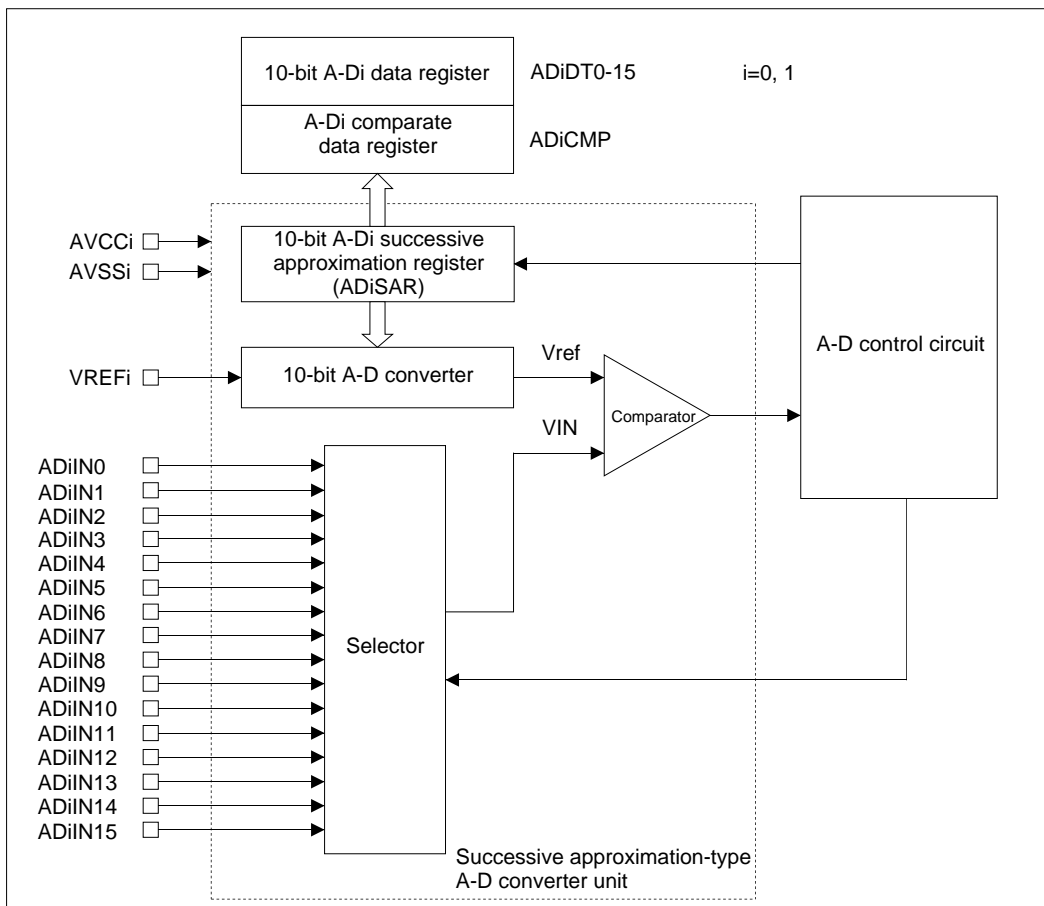 10-bit A-Di data register
ADiDT0-15
i=0, 1
A-Di comparate
data register
ADiCMP
AVCCi
AVSSi
10-bit A-Di successive
approximation register
(ADiSAR)
A-D control circuit
VREFi
10-bit A-D converter
Vref
Comparator
VIN
ADiIN0
ADiIN1
ADiIN2
ADiIN3
ADiIN4
ADiIN5
ADiIN6
ADiIN7
ADiIN8
ADiIN9
ADiIN10
ADiIN11
ADiIN12
ADiIN13
ADiIN14
ADiIN15
Selector
Successive approximation-type
A-D converter unit